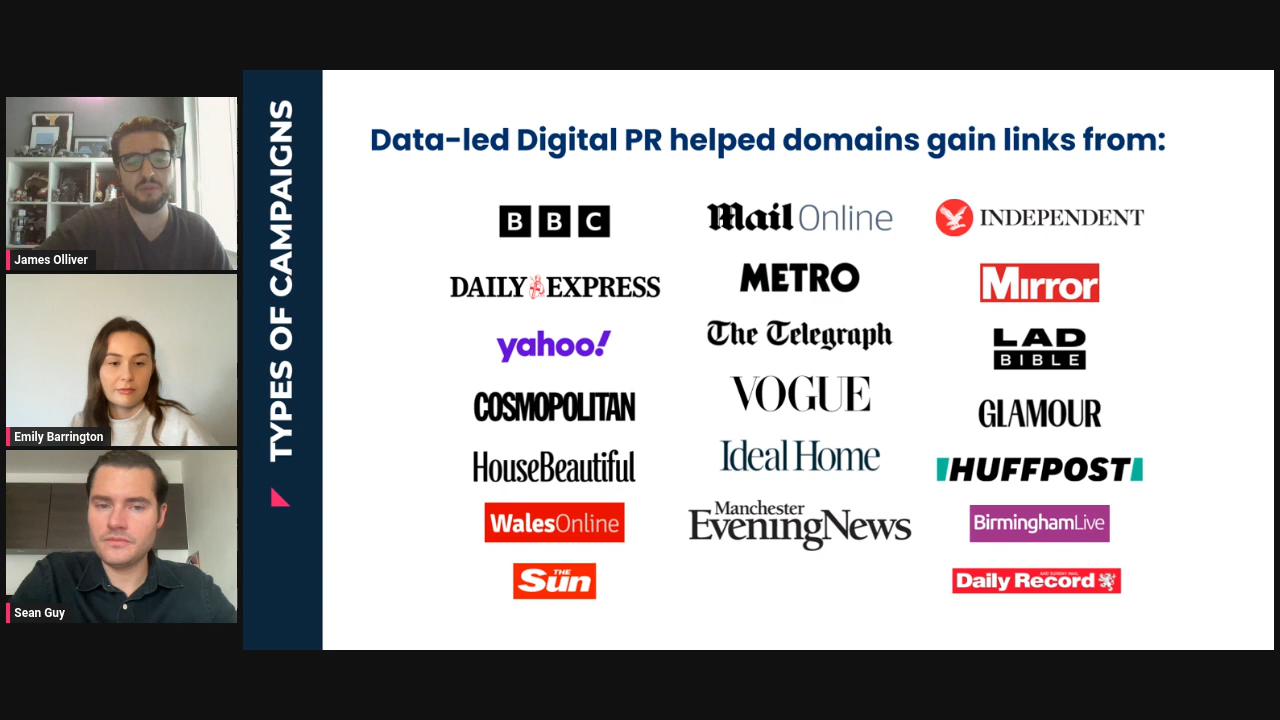 James Olliver
Emily Barrington
Sean Guy
TYPES OF CAMPAIGNS
Data-led Digital PR helped domains gain links from:
BBC
Mail Online
INDEPENDENT
DAILY EXPRESS
METRO
Mirror
yahoo!
The Telegraph
LAD
BIBLE
COSMOPOLITAN
VOGUE
GLAMOUR
HouseBeautiful
Ideal Home
HUFFPOST
WalesOnline
Manchester
Evening News
BirminghamLive
THE
Sun
Daily Record